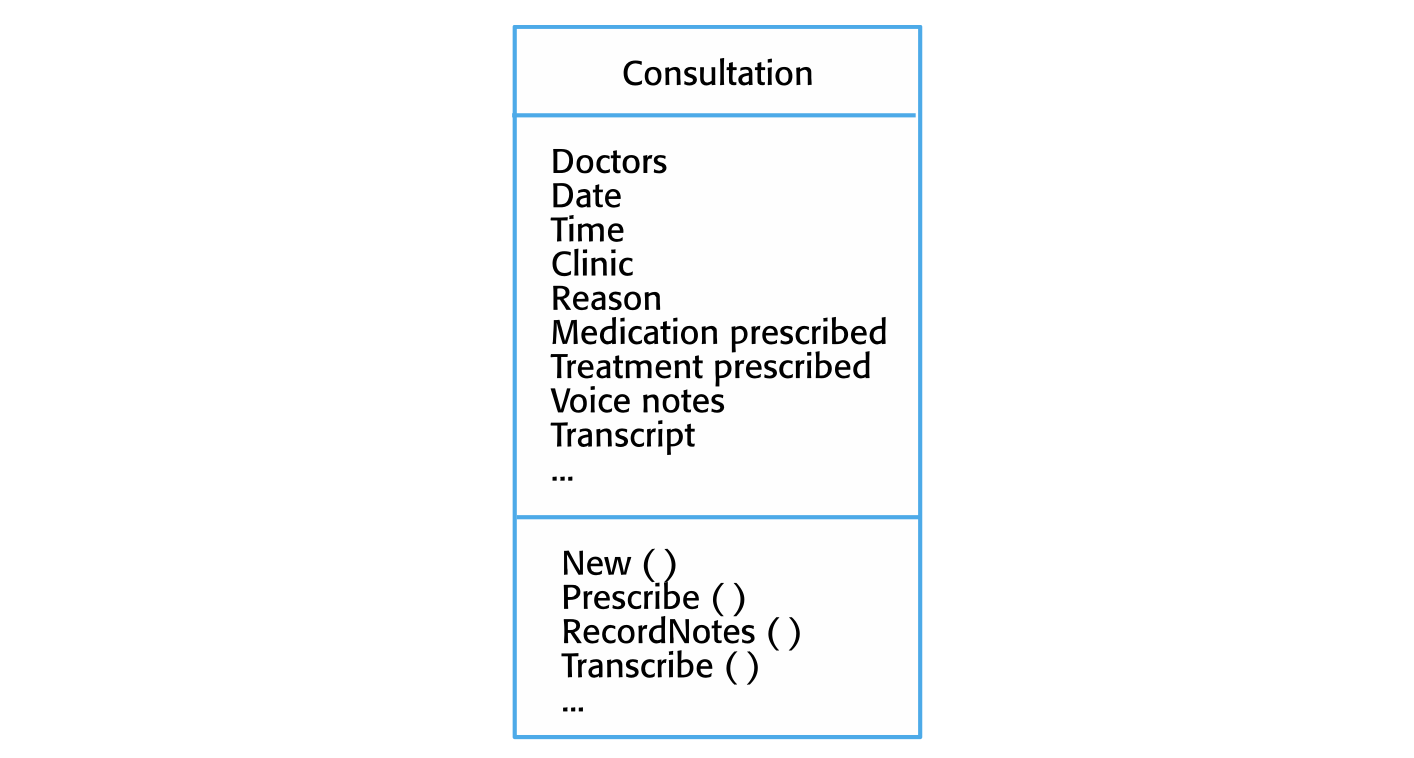 Consultation
Doctors
Date
Time
Clinic
Reason
Medication prescribed
Treatment prescribed
Voice notes
Transcript
...
New ( )
Prescribe ( )
RecordNotes ( )
Transcribe ( )
...